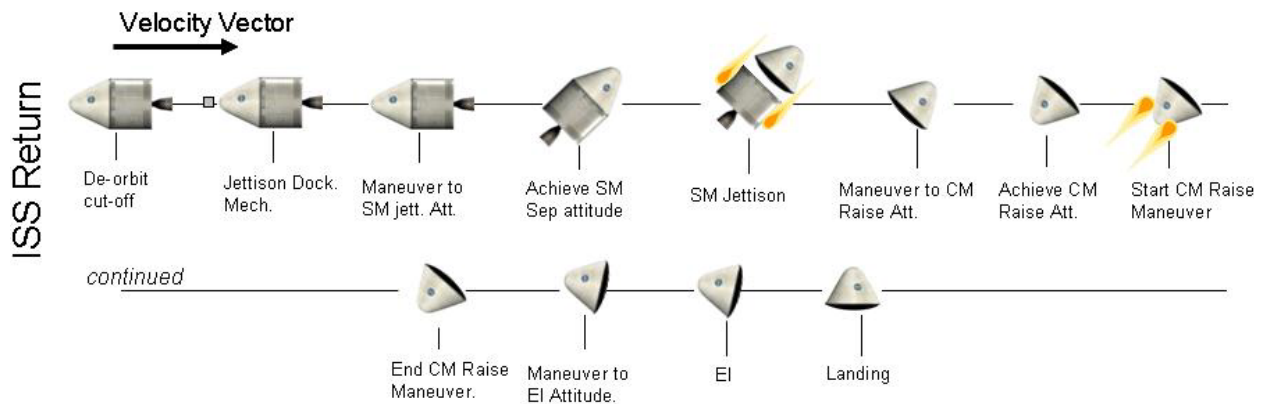 Velocity Vector
ISS Return
De-orbit
cut-off
Jettison Dock.
Mech.
Maneuver to
SM jett. Att.
Achieve SM
Sep attitude
SM Jettison
Maneuver to CM
Raise Att.
Achieve CM
Raise Att.
Start CM Raise
Maneuver
continued
End CM Raise
Maneuver.
Maneuver to
EI Attitude.
EI
Landing